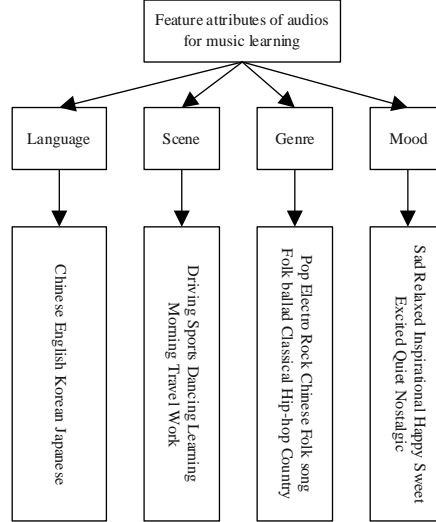 Feature attributes of audios
for music learning
Language
Scene
Genre
Mood
Chinese English Korean Japanese
Driving Sports Dancing Learning
Morning Travel Work
Pop Electro Rock Chinese Folk song
Folk ballad Classical Hip-hop Country
Sad Relaxed Inspirational Happy Sweet
Excited Quiet Nostalgic